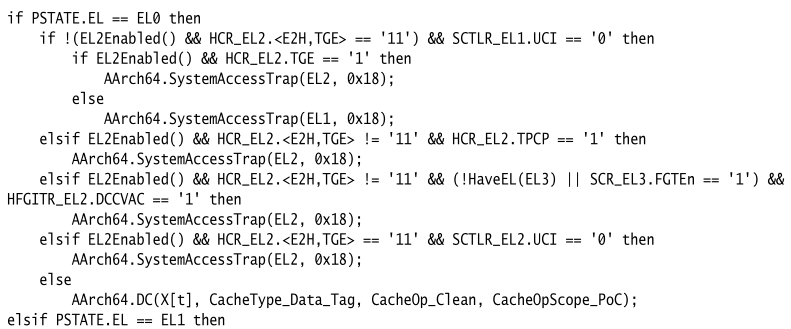 if PSTATE.EL == EL0 then
    if !(EL2Enabled() && HCR_EL2.<E2H,TGE> == '11') && SCTLR_EL1.UCI == '0' then
        if EL2Enabled() && HCR_EL2.TGE == '1' then
            AArch64.SystemAccessTrap(EL2, 0x18);
        else
            AArch64.SystemAccessTrap(EL1, 0x18);
    elsif EL2Enabled() && HCR_EL2.<E2H,TGE> != '11' && HCR_EL2.TPCP == '1' then
        AArch64.SystemAccessTrap(EL2, 0x18);
    elsif EL2Enabled() && HCR_EL2.<E2H,TGE> != '11' && (!HaveEL(EL3) || SCR_EL3.FGTEn == '1') &&
HFGITR_EL2.DCCVAC == '1' then
        AArch64.SystemAccessTrap(EL2, 0x18);
    elsif EL2Enabled() && HCR_EL2.<E2H,TGE> == '11' && SCTLR_EL2.UCI == '0' then
        AArch64.SystemAccessTrap(EL2, 0x18);
    else
        AArch64.DC(X[t], CacheType_Data_Tag, CacheOp_Clean, CacheOpScope_PoC);
elsif PSTATE.EL == EL1 then